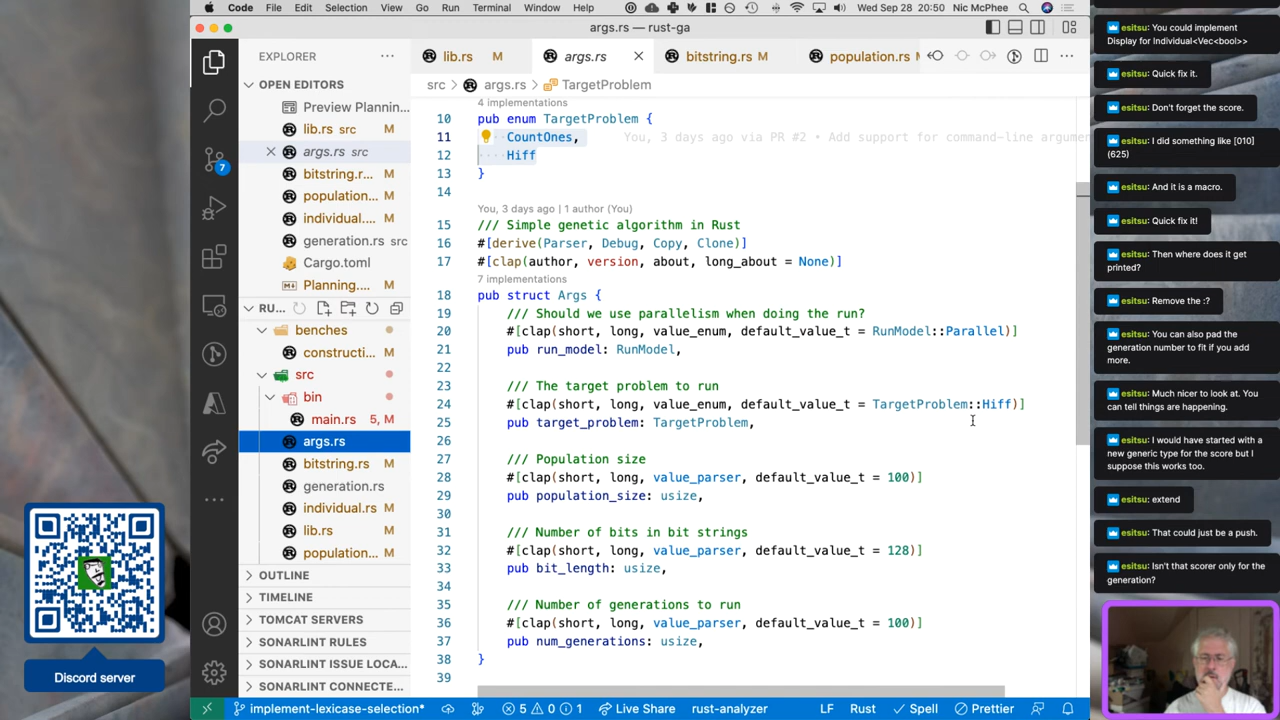 Code File Edit Selection View Go Run Terminal Window Help Wed Sep 28 20:50 Nic McPhee
args.rs — rust-ga
EXPLORER
OPEN EDITORS
Preview Plannin...
lib.rs src M
args.rs src
bitstring.r... M
population... M
individual.... M
generation.rs src
Cargo.toml
Planning.... M
RU...
benches
constructi...
src
bin
main.rs 5, M
args.rs
bitstring.rs M
generation.rs
individual.rs M
lib.rs M
population... M
OUTLINE
TIMELINE
TOMCAT SERVERS
SONARLINT RULES
SONARLINT ISSUE LOCA...
SONARLINT CONNECTE...
7
lib.rs M
args.rs
bitstring.rs M
population.rs M
src > args.rs > TargetProblem
4 implementations
10 pub enum TargetProblem {
11 CountOnes, You, 3 days ago via PR #2 • Add support for command-line argumen
12 Hiff
13 }
14
You, 3 days ago | 1 author (You)
15 /// Simple genetic algorithm in Rust
16 #[derive(Parser, Debug, Copy, Clone)]
17 #[clap(author, version, about, long_about = None)]
7 implementations
18 pub struct Args {
19 /// Should we use parallelism when doing the run?
20 #[clap(short, long, value_enum, default_value_t = RunModel::Parallel)]
21 pub run_model: RunModel,
22
23 /// The target problem to run
24 #[clap(short, long, value_enum, default_value_t = TargetProblem::Hiff)]
25 pub target_problem: TargetProblem,
26
27 /// Population size
28 #[clap(short, long, value_parser, default_value_t = 100)]
29 pub population_size: usize,
30
31 /// Number of bits in bit strings
32 #[clap(short, long, value_parser, default_value_t = 128)]
33 pub bit_length: usize,
34
35 /// Number of generations to run
36 #[clap(short, long, value_parser, default_value_t = 100)]
37 pub num_generations: usize,
38 }
39
implement-lexicase-selection* 5 0 1 Live Share rust-analyzer LF Rust Spell Prettier
Discord server
esitsu: You could implement
Display for Individual<Vec<bool>>
esitsu: Quick fix it.
esitsu: Don't forget the score.
esitsu: I did something like [010]
(625)
esitsu: And it is a macro.
esitsu: Quick fix it!
esitsu: Then where does it get
printed?
esitsu: Remove the :?
esitsu: You can also pad the
generation number to fit if you add
more.
esitsu: Much nicer to look at. You
can tell things are happening.
esitsu: I would have started with a
new generic type for the score but I
suppose this works too.
esitsu: extend
esitsu: That could just be a push.
esitsu: Isn't that scorer only for the
generation?